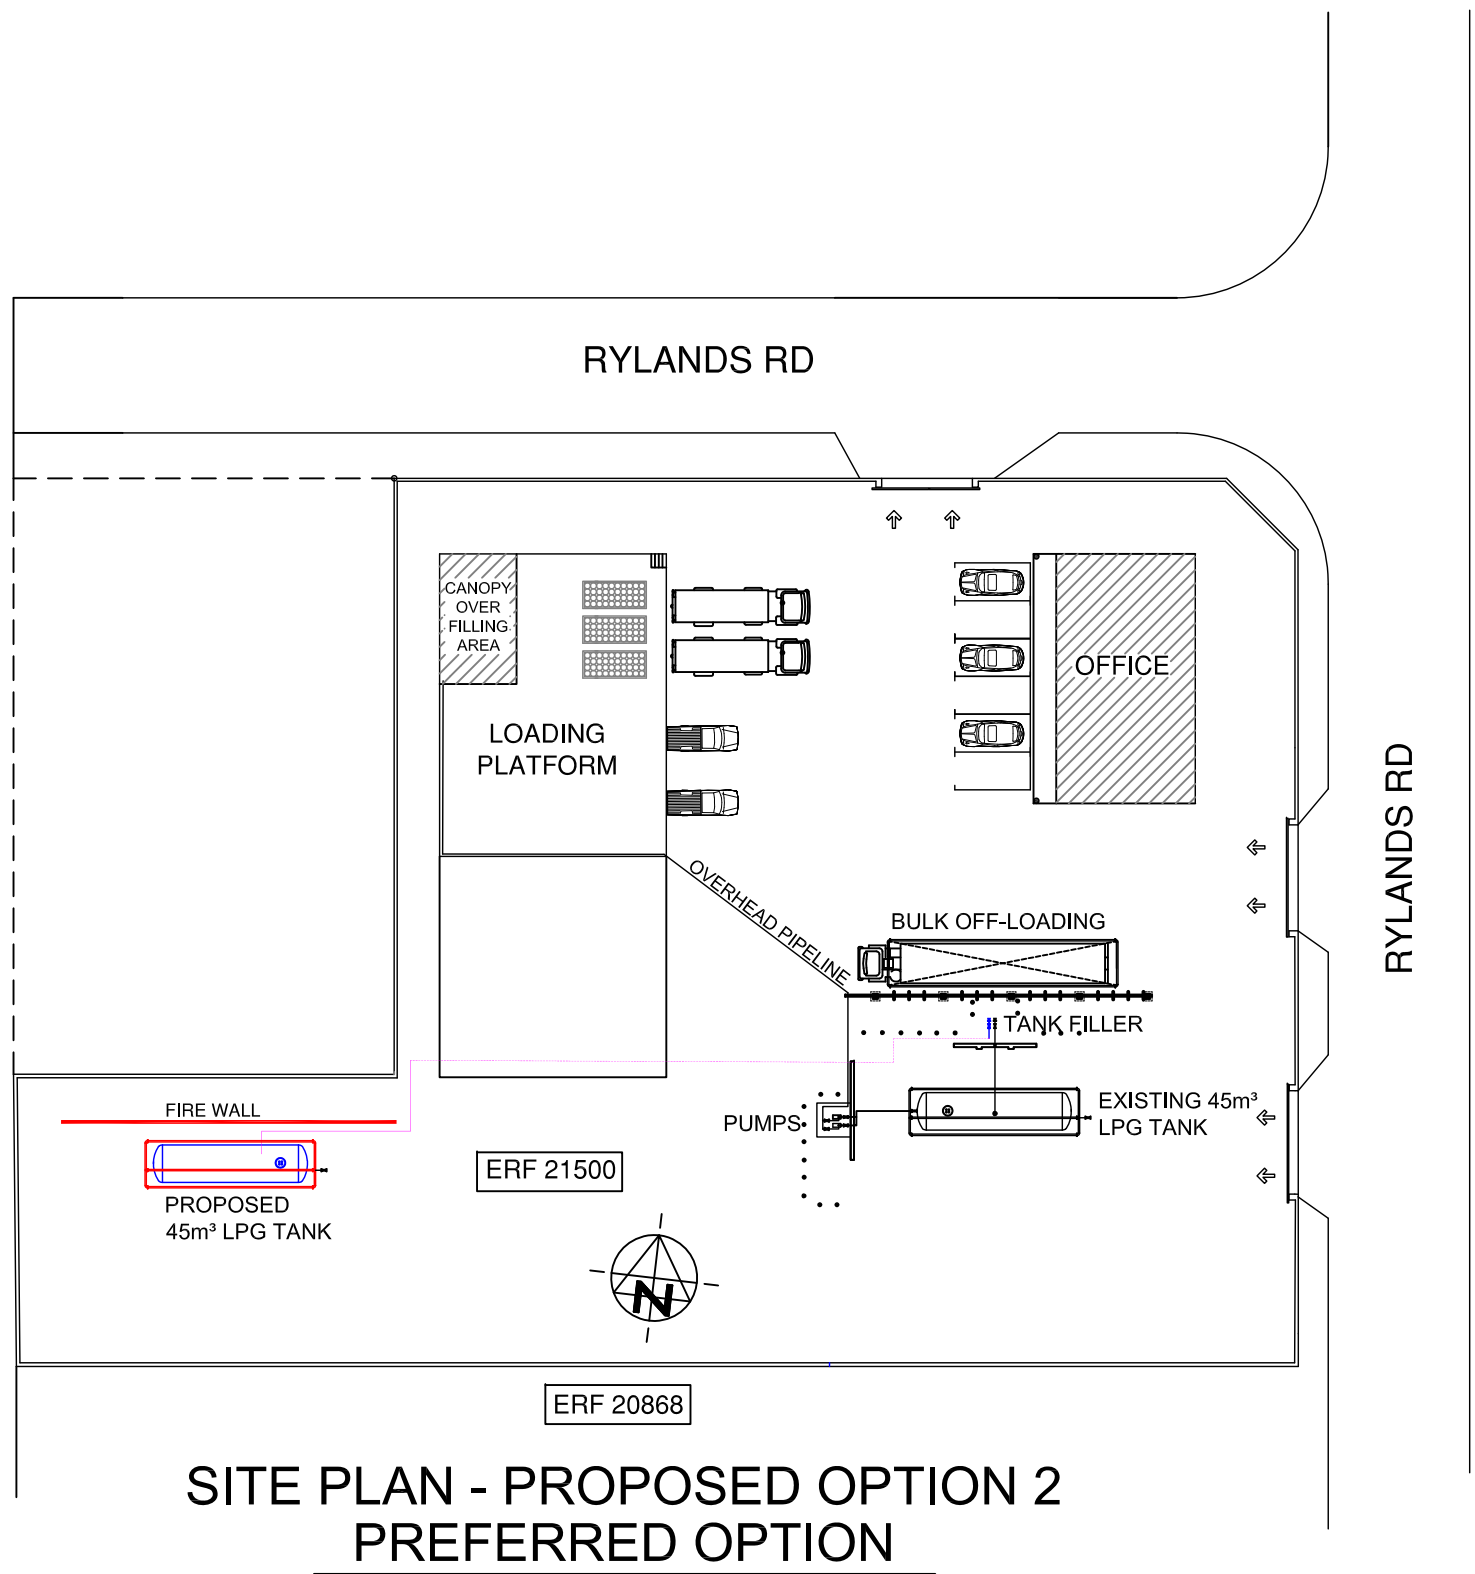 RYLANDS RD
CANOPY
OVER
FILLING
AREA
OFFICE
LOADING
PLATFORM
RYLANDS RD
OVERHEAD PIPELINE
BULK OFF-LOADING
TANK FILLER
FIRE WALL
PUMPS
EXISTING 45m³
LPG TANK
ERF 21500
PROPOSED
45m³ LPG TANK
N
ERF 20868
SITE PLAN - PROPOSED OPTION 2
PREFERRED OPTION